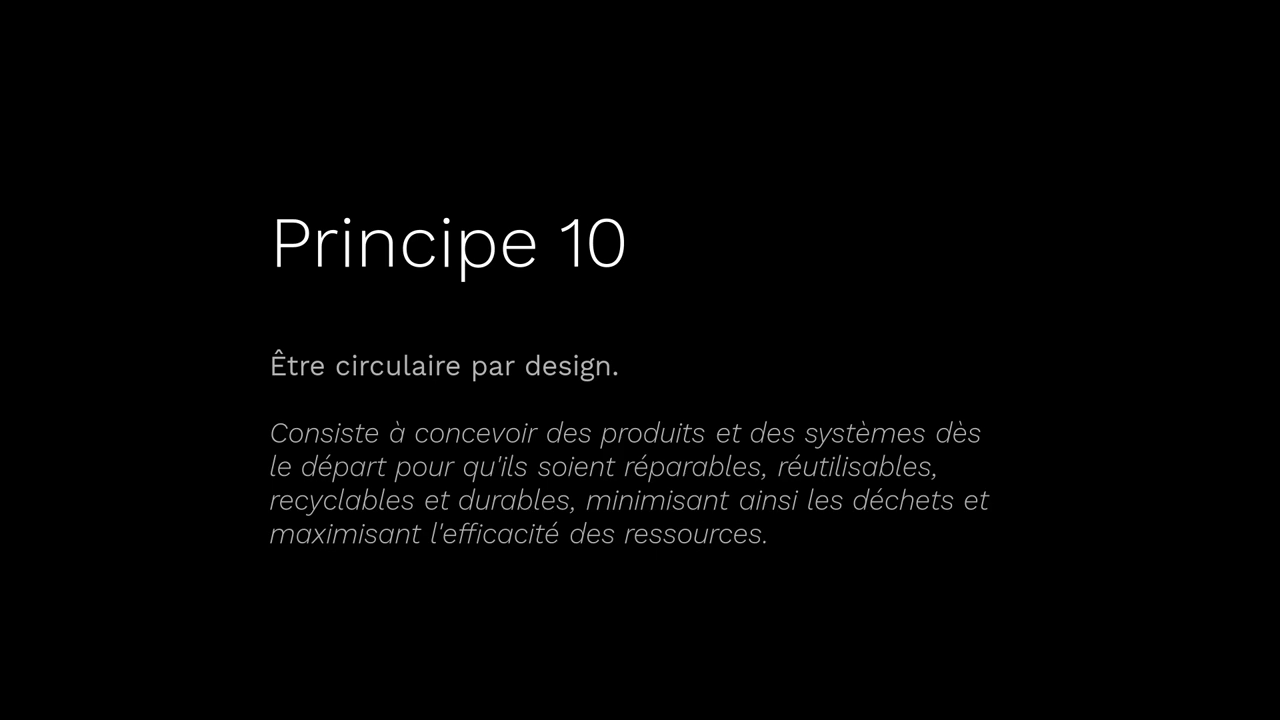 Principe 10
Être circulaire par design.
Consiste à concevoir des produits et des systèmes dès
le départ pour qu'ils soient réparables, réutilisables,
recyclables et durables, minimisant ainsi les déchets et
maximisant l'efficacité des ressources.